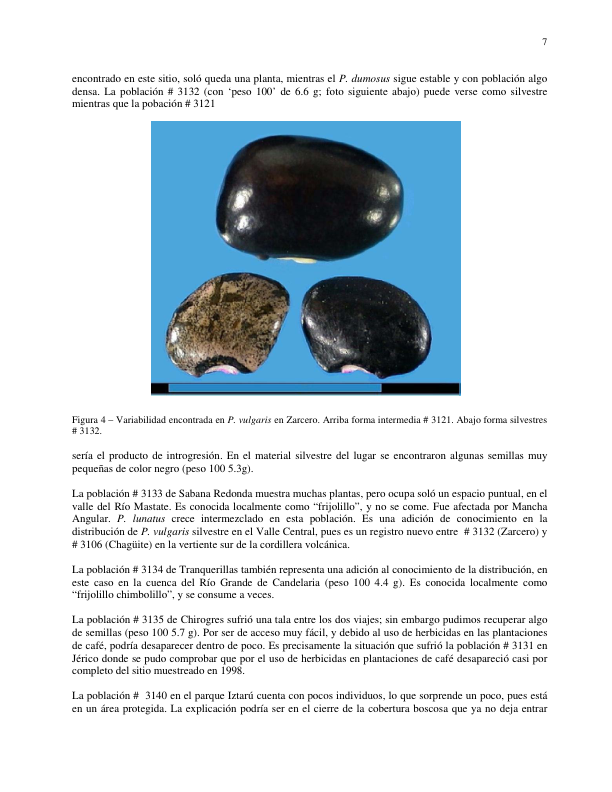 7
encontrado en este sitio, soló queda una planta, mientras el P. dumosus sigue estable y con población algo
densa. La población # 3132 (con ‘peso 100’ de 6.6 g; foto siguiente abajo) puede verse como silvestre
mientras que la pobación # 3121
Figura 4 – Variabilidad encontrada en P. vulgaris en Zarcero. Arriba forma intermedia # 3121. Abajo forma silvestres
# 3132.
sería el producto de introgresión. En el material silvestre del lugar se encontraron algunas semillas muy
pequeñas de color negro (peso 100 5.3g).
La población # 3133 de Sabana Redonda muestra muchas plantas, pero ocupa soló un espacio puntual, en el
valle del Río Mastate. Es conocida localmente como “frijolillo”, y no se come. Fue afectada por Mancha
Angular. P. lunatus crece intermezclado en esta población. Es una adición de conocimiento en la
distribución de P. vulgaris silvestre en el Valle Central, pues es un registro nuevo entre # 3132 (Zarcero) y
# 3106 (Chagüite) en la vertiente sur de la cordillera volcánica.
La población # 3134 de Tranquerillas también representa una adición al conocimiento de la distribución, en
este caso en la cuenca del Río Grande de Candelaria (peso 100 4.4 g). Es conocida localmente como
“frijolillo chimbolillo”, y se consume a veces.
La población # 3135 de Chirogres sufrió una tala entre los dos viajes; sin embargo pudimos recuperar algo
de semillas (peso 100 5.7 g). Por ser de acceso muy fácil, y debido al uso de herbicidas en las plantaciones
de café, podría desaparecer dentro de poco. Es precisamente la situación que sufrió la población # 3131 en
Jérico donde se pudo comprobar que por el uso de herbicidas en plantaciones de café desapareció casi por
completo del sitio muestreado en 1998.
La población # 3140 en el parque Iztarú cuenta con pocos individuos, lo que sorprende un poco, pues está
en un área protegida. La explicación podría ser en el cierre de la cobertura boscosa que ya no deja entrar